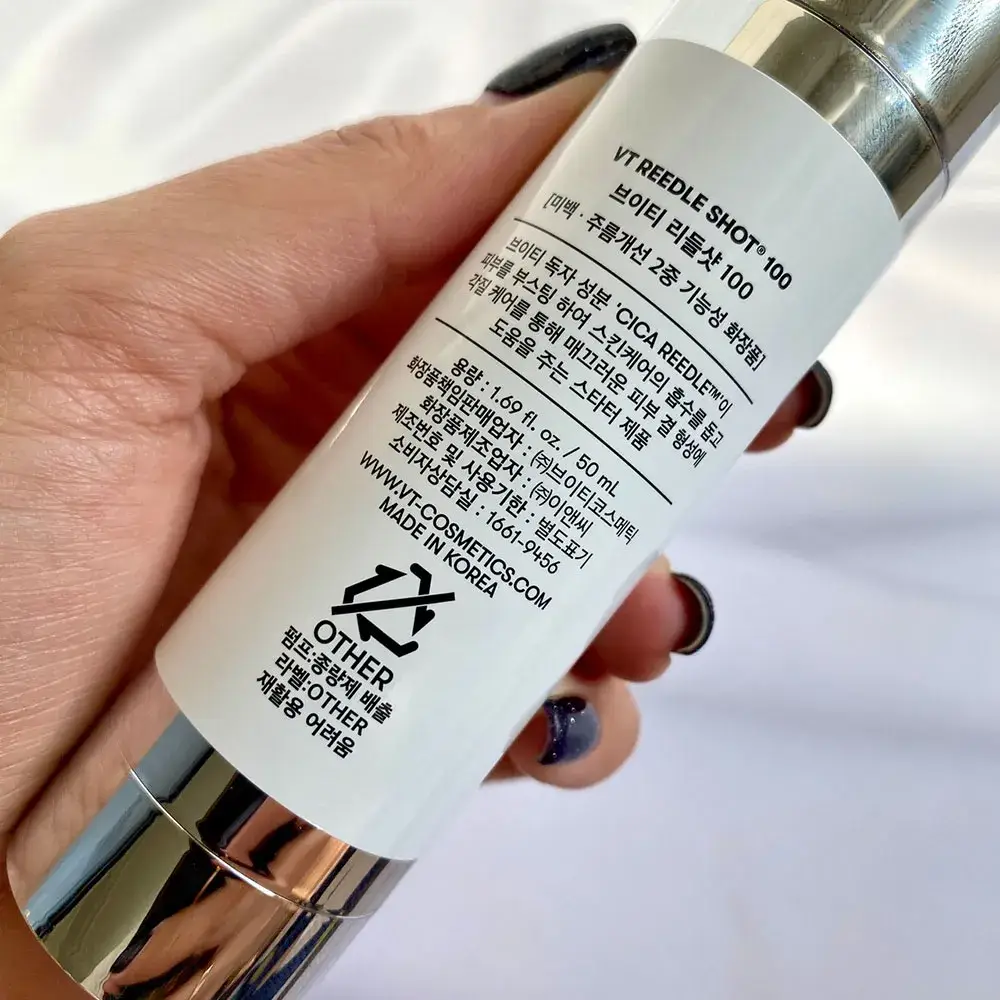 VT REEDLE SHOT® 100
브이티 리들샷 100
[미백 · 주름개선 2중 기능성 화장품]
브이티 독자 성분 'CICA REEDLE™'이
피부를 부스팅 하여 스킨케어의 흡수를 돕고
각질 케어를 통해 매끄러운 피부 결 형성에
도움을 주는 스타터 제품
용량 : 1.69 fl. oz. / 50 mL
화장품책임판매업자 : ㈜브이티코스메틱
화장품제조업자 : ㈜이앤씨
제조번호 및 사용기한 : 별도표기
소비자상담실 : 1661-9456
WWW.VT-COSMETICS.COM
MADE IN KOREA
OTHER
펌프:종량제 배출
라벨:OTHER
재활용 어려움